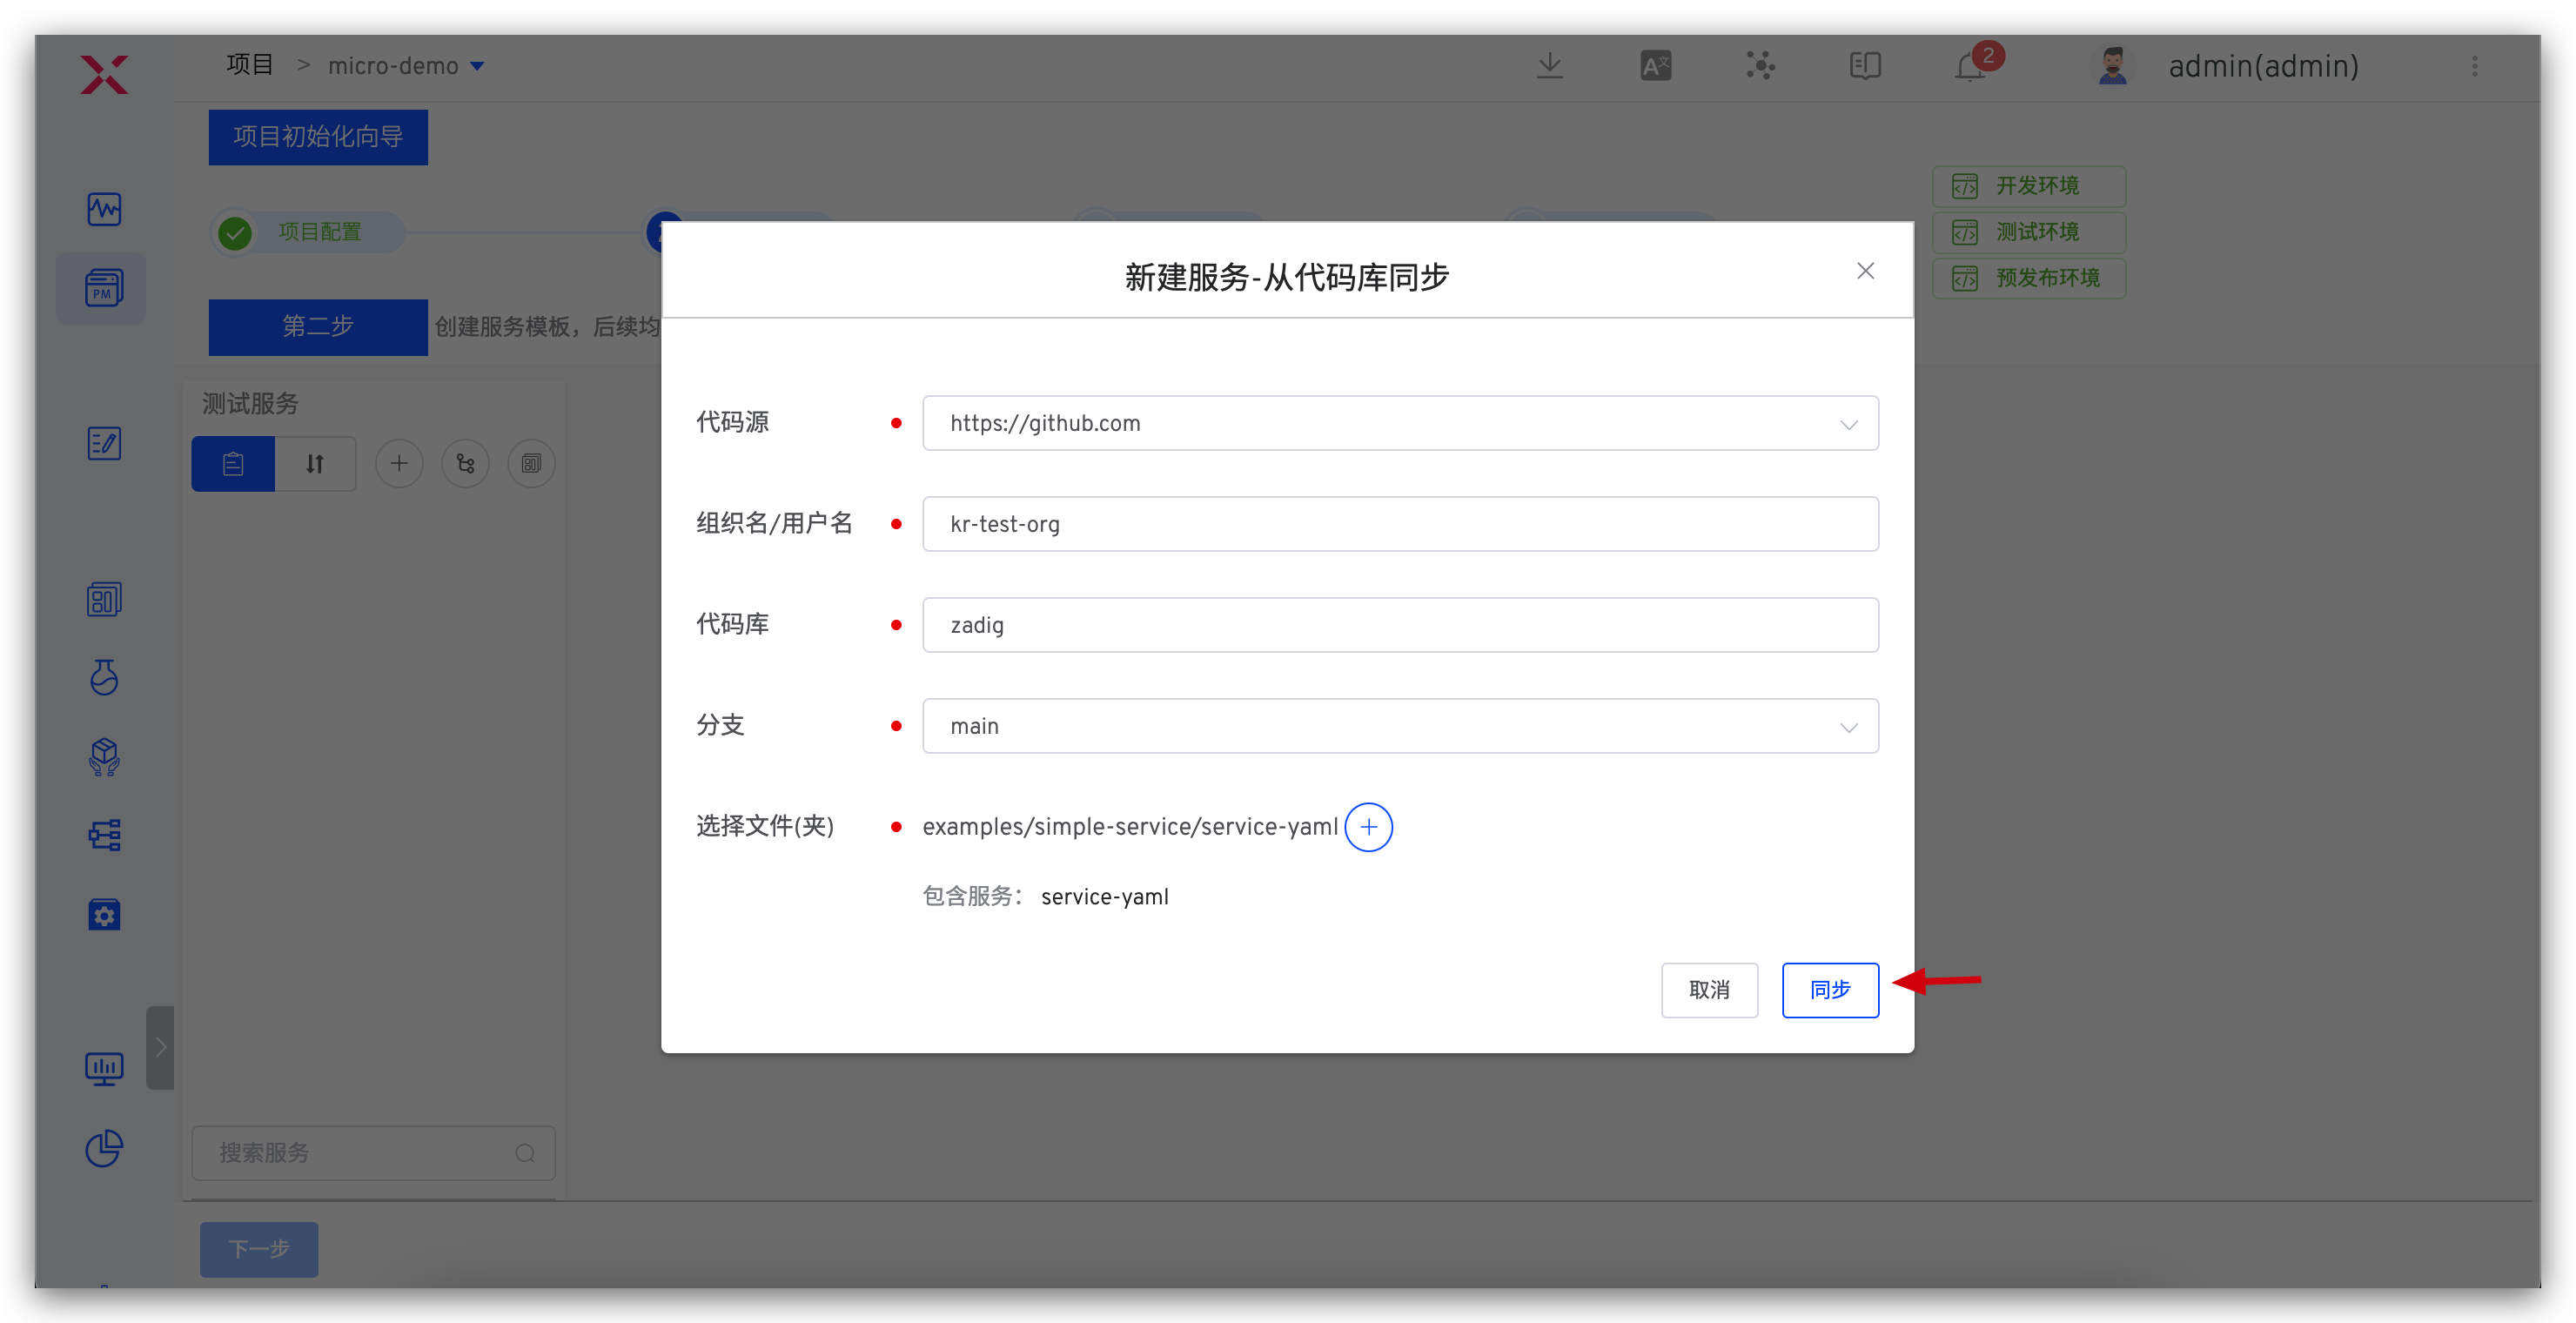 项目 > micro-demo
2
admin(admin)
项目初始化向导
项目配置
开发环境
测试环境
预发布环境
第二步 创建服务模板，后续均
PM
测试服务
新建服务-从代码库同步
代码源 https://github.com
组织名/用户名 kr-test-org
代码库 zadig
分支 main
选择文件(夹) examples/simple-service/service-yaml
包含服务： service-yaml
取消 同步
搜索服务
下一步